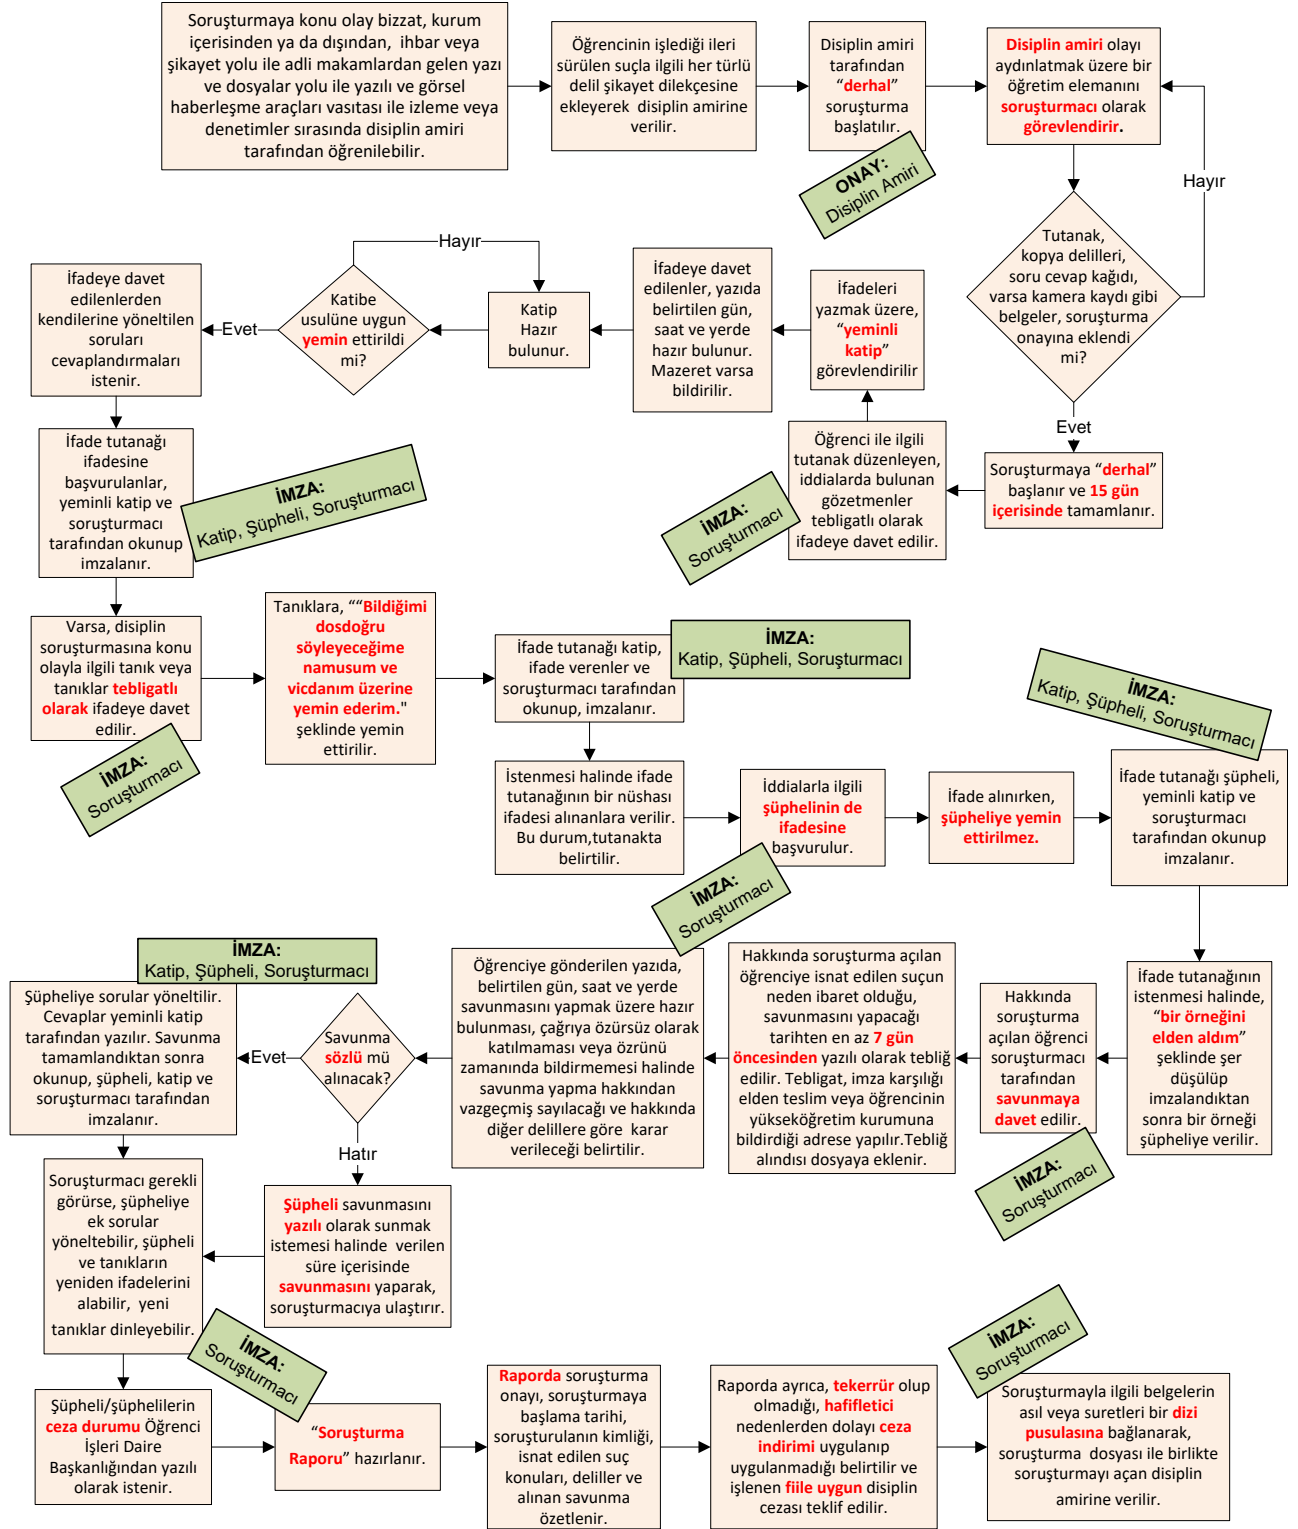 Soruşturmaya konu olay bizzat, kurum
içerisinden ya da dışından, ihbar veya
şikayet yolu ile adli makamlardan gelen yazı
ve dosyalar yolu ile yazılı ve görsel
haberleşme araçları vasıtası ile izleme veya
denetimler sırasında disiplin amiri
tarafından öğrenilebilir.
Öğrencinin işlediği ileri
sürülen suçla ilgili her türlü
delil şikayet dilekçesine
ekleyerek disiplin amirine
verilir.
Disiplin amiri
tarafından
“derhal”
soruşturma
başlatılır.
ONAY:
Disiplin Amiri
Disiplin amiri olayı
aydınlatmak üzere bir
öğretim elemanını
soruşturmacı olarak
görevlendirir.
Hayır
Tutanak,
kopya delilleri,
soru cevap kağıdı,
varsa kamera kaydı gibi
belgeler, soruşturma
onayına eklendi
mi?
Evet
Soruşturmaya “derhal”
başlanır ve 15 gün
içerisinde tamamlanır.
Öğrenci ile ilgili
tutanak düzenleyen,
iddialarda bulunan
gözetmenler
tebligatlı olarak
ifadeye davet edilir.
İMZA:
Soruşturmacı
İfadeleri
yazmak üzere,
“yeminli
katip”
görevlendirilir
İfadeye davet
edilenler, yazıda
belirtilen gün,
saat ve yerde
hazır bulunur.
Mazeret varsa
bildirilir.
Katip
Hazır
bulunur.
Hayır
Katibe
usulüne uygun
yemin ettirildi
mi?
Evet
İfadeye davet
edilenlerden
kendilerine yöneltilen
soruları
cevaplandırmaları
istenir.
İfade tutanağı
ifadesine
başvurulanlar,
yeminli katip ve
soruşturmacı
tarafından okunup
imzalanır.
İMZA:
Katip, Şüpheli, Soruşturmacı
Varsa, disiplin
soruşturmasına konu
olayla ilgili tanık veya
tanıklar tebligatlı
olarak ifadeye davet
edilir.
İMZA:
Soruşturmacı
Tanıklara, ““Bildiğimi
dosdoğru
söyleyeceğime
namusum ve
vicdanım üzerine
yemin ederim."
şeklinde yemin
ettirilir.
İfade tutanağı katip,
ifade verenler ve
soruşturmacı tarafından
okunup, imzalanır.
İMZA:
Katip, Şüpheli, Soruşturmacı
İstenmesi halinde ifade
tutanağının bir nüshası
ifadesi alınanlara verilir.
Bu durum,tutanakta
belirtilir.
İddialarla ilgili
şüphelinin de
ifadesine
başvurulur.
İMZA:
Soruşturmacı
İfade alınırken,
şüpheliye yemin
ettirilmez.
İMZA:
Katip, Şüpheli, Soruşturmacı
İfade tutanağı şüpheli,
yeminli katip ve
soruşturmacı
tarafından okunup
imzalanır.
İfade tutanağının
istenmesi halinde,
“bir örneğini
elden aldım”
şeklinde şer
düşülüp
imzalandıktan
sonra bir örneği
şüpheliye verilir.
Hakkında
soruşturma
açılan öğrenci
soruşturmacı
tarafından
savunmaya
davet edilir.
İMZA:
Soruşturmacı
Hakkında soruşturma açılan
öğrenciye isnat edilen suçun
neden ibaret olduğu,
savunmasını yapacağı
tarihten en az 7 gün
öncesinden yazılı olarak tebliğ
edilir. Tebligat, imza karşılığı
elden teslim veya öğrencinin
yükseköğretim kurumuna
bildirdiği adrese yapılır.Tebliğ
alındısı dosyaya eklenir.
Öğrenciye gönderilen yazıda,
belirtilen gün, saat ve yerde
savunmasını yapmak üzere hazır
bulunması, çağrıya özürsüz olarak
katılmaması veya özrünü
zamanında bildirmemesi halinde
savunma yapma hakkından
vazgeçmiş sayılacağı ve hakkında
diğer delillere göre karar
verileceği belirtilir.
Savunma
sözlü mü
alınacak?
Evet
Hatır
İMZA:
Katip, Şüpheli, Soruşturmacı
Şüpheliye sorular yöneltilir.
Cevaplar yeminli katip
tarafından yazılır. Savunma
tamamlandıktan sonra
okunup, şüpheli, katip ve
soruşturmacı tarafından
imzalanır.
Şüpheli savunmasını
yazılı olarak sunmak
istemesi halinde verilen
süre içerisinde
savunmasını yaparak,
soruşturmacıya ulaştırır.
Soruşturmacı gerekli
görürse, şüpheliye
ek sorular
yöneltebilir, şüpheli
ve tanıkların
yeniden ifadelerini
alabilir, yeni
tanıklar dinleyebilir.
Şüpheli/şüphelilerin
ceza durumu Öğrenci
İşleri Daire
Başkanlığından yazılı
olarak istenir.
İMZA:
Soruşturmacı
“Soruşturma
Raporu” hazırlanır.
Raporda soruşturma
onayı, soruşturmaya
başlama tarihi,
soruşturulanın kimliği,
isnat edilen suç
konuları, deliller ve
alınan savunma
özetlenir.
Raporda ayrıca, tekerrür olup
olmadığı, hafifletici
nedenlerden dolayı ceza
indirimi uygulanıp
uygulanmadığı belirtilir ve
işlenen fiile uygun disiplin
cezası teklif edilir.
İMZA:
Soruşturmacı
Soruşturmayla ilgili belgelerin
asıl veya suretleri bir dizi
pusulasına bağlanarak,
soruşturma dosyası ile birlikte
soruşturmayı açan disiplin
amirine verilir.